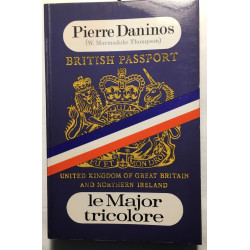 Pierre Daninos
(W. Marmaduke Thompson)
BRITISH PASSPORT
UNITED KINGDOM OF GREAT BRITAIN
AND NORTHERN IRELAND
le Major
tricolore